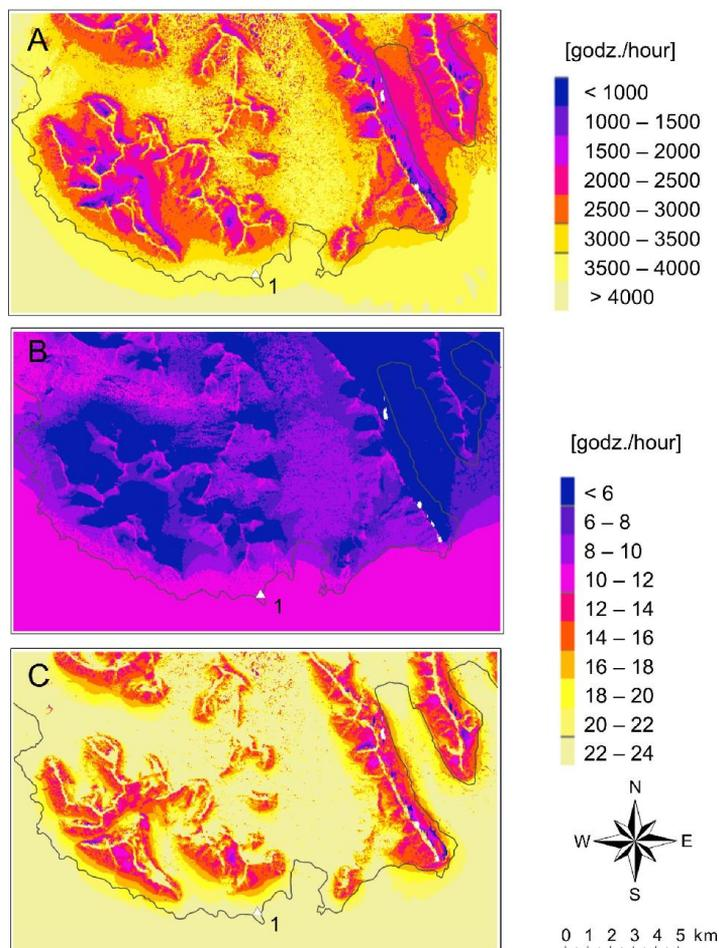 A
1
[godz./hour]
< 1000
1000 – 1500
1500 – 2000
2000 – 2500
2500 – 3000
3000 – 3500
3500 – 4000
> 4000
B
1
[godz./hour]
< 6
6 – 8
8 – 10
10 – 12
12 – 14
14 – 16
16 – 18
18 – 20
20 – 22
22 – 24
C
1
N
W E
S
0 1 2 3 4 5 km